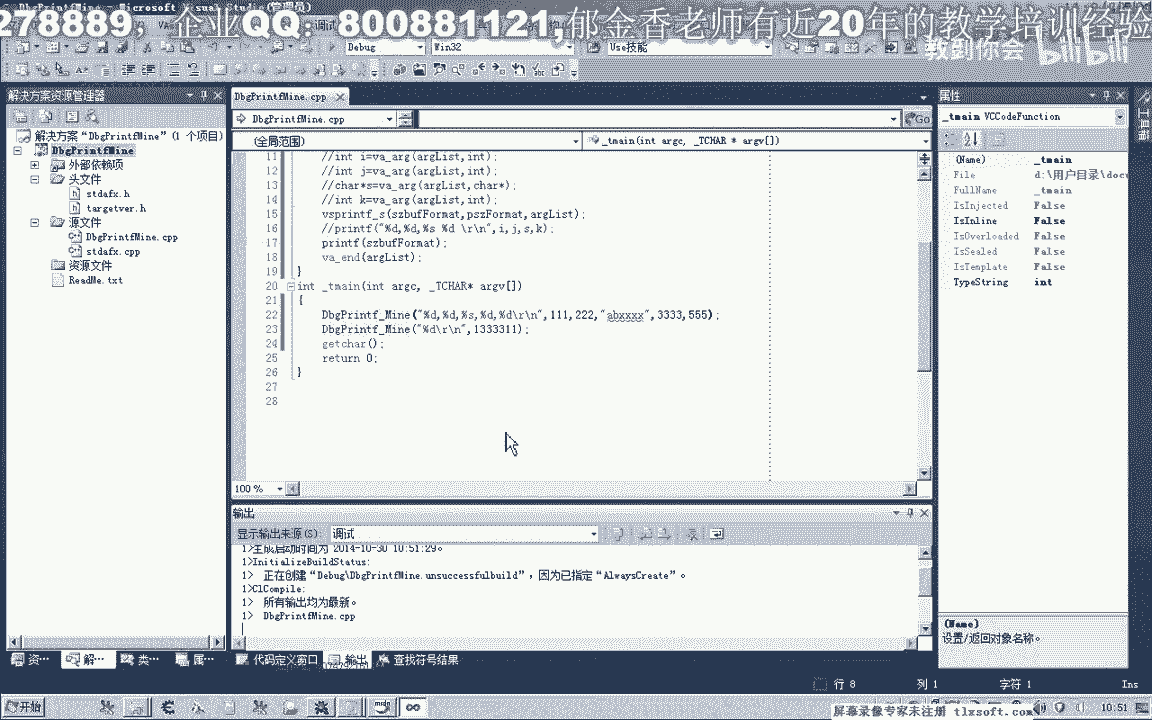 DbgPrintfMine - Microsoft Visual Studio(管理员)
278889， 企业QQ：800881121,郁金香老师有近20年的教学培训经验
教到你会 bilibili
Debug Win32 Use技能
解决方案资源管理器
解决方案“DbgPrintfMine”(1 个项目)
DbgPrintfMine
外部依赖项
头文件
stdafx.h
targetver.h
源文件
DbgPrintfMine.cpp
stdafx.cpp
资源文件
ReadMe.txt
DbgPrintfMine.cpp
DbgPrintfMine.cpp
Go
(全局范围) _tmain(int argc, _TCHAR * argv[])
11 //int i=va_arg(argList,int);
12 //int j=va_arg(argList,int);
13 //char*s=va_arg(argList,char*);
14 //int k=va_arg(argList,int);
15 vsprintf_s(szbufFormat,pszFormat,argList);
16 //printf("%d,%d,%s %d \r\n",i,j,s,k);
17 printf(szbufFormat);
18 va_end(argList);
19 }
20 int _tmain(int argc, _TCHAR* argv[])
21 {
22 DbgPrintf_Mine("%d,%d,%s,%d,%d\r\n",111,222,"abxxxx",3333,555);
23 DbgPrintf_Mine("%d\r\n",1333311);
24 getchar();
25 return 0;
26 }
27
28
100 %
输出
显示输出来源(S): 调试
1>生成启动时间为 2014-10-30 10:51:29。
1>InitializeBuildStatus:
1> 正在创建“Debug\DbgPrintfMine.unsuccessfulbuild”，因为已指定“AlwaysCreate”。
1>ClCompile:
1> 所有输出均为最新。
1> DbgPrintfMine.cpp
属性
_tmain VCCodeFunction
(Name) _tmain
File d:\用户目录\docu
FullName _tmain
IsInjected False
IsInline False
IsOverloaded False
IsSealed False
IsTemplate False
TypeString int
(Name)
设置/返回对象名称。
工具箱
资… 解… 类… 属… 代码定义窗口 输出 查找符号结果
行 8 列 1 字符 1 Ins
开始 屏幕录像专家未注册 tlxsoft.com 10:51